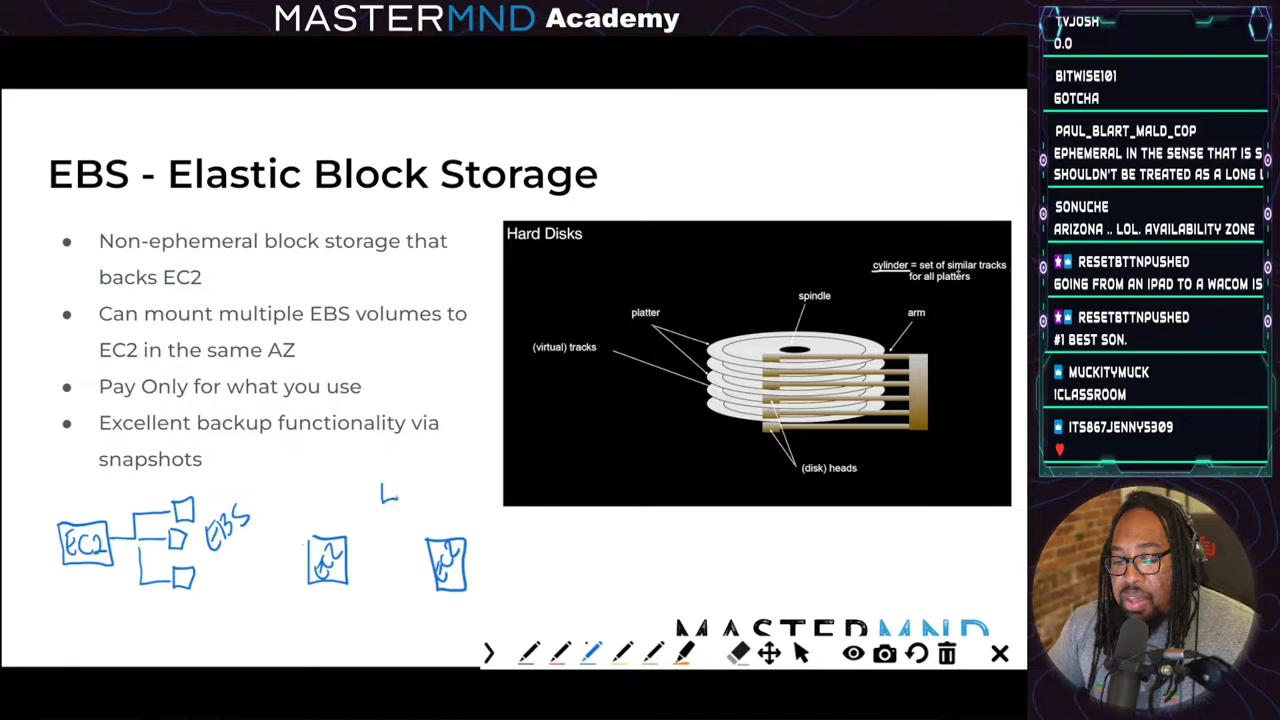 MASTERMND Academy
EBS - Elastic Block Storage
● Non-ephemeral block storage that
backs EC2
● Can mount multiple EBS volumes to
EC2 in the same AZ
● Pay Only for what you use
● Excellent backup functionality via
snapshots
Hard Disks
cylinder = set of similar tracks
for all platters
spindle
platter
arm
(virtual) tracks
(disk) heads
EC2
EBS
EC2
EC2
L
MASTERMND
TVJOSH
0.0
BITWISE101
GOTCHA
PAUL_BLART_MALD_COP
EPHEMERAL IN THE SENSE THAT IS S
SHOULDN'T BE TREATED AS A LONG L
SONUCHE
ARIZONA .. LOL. AVAILABILITY ZONE
RESETBTTNPUSHED
GOING FROM AN IPAD TO A WACOM IS
RESETBTTNPUSHED
#1 BEST SON.
MUCKITYMUCK
!CLASSROOM
ITS867JENNY5309